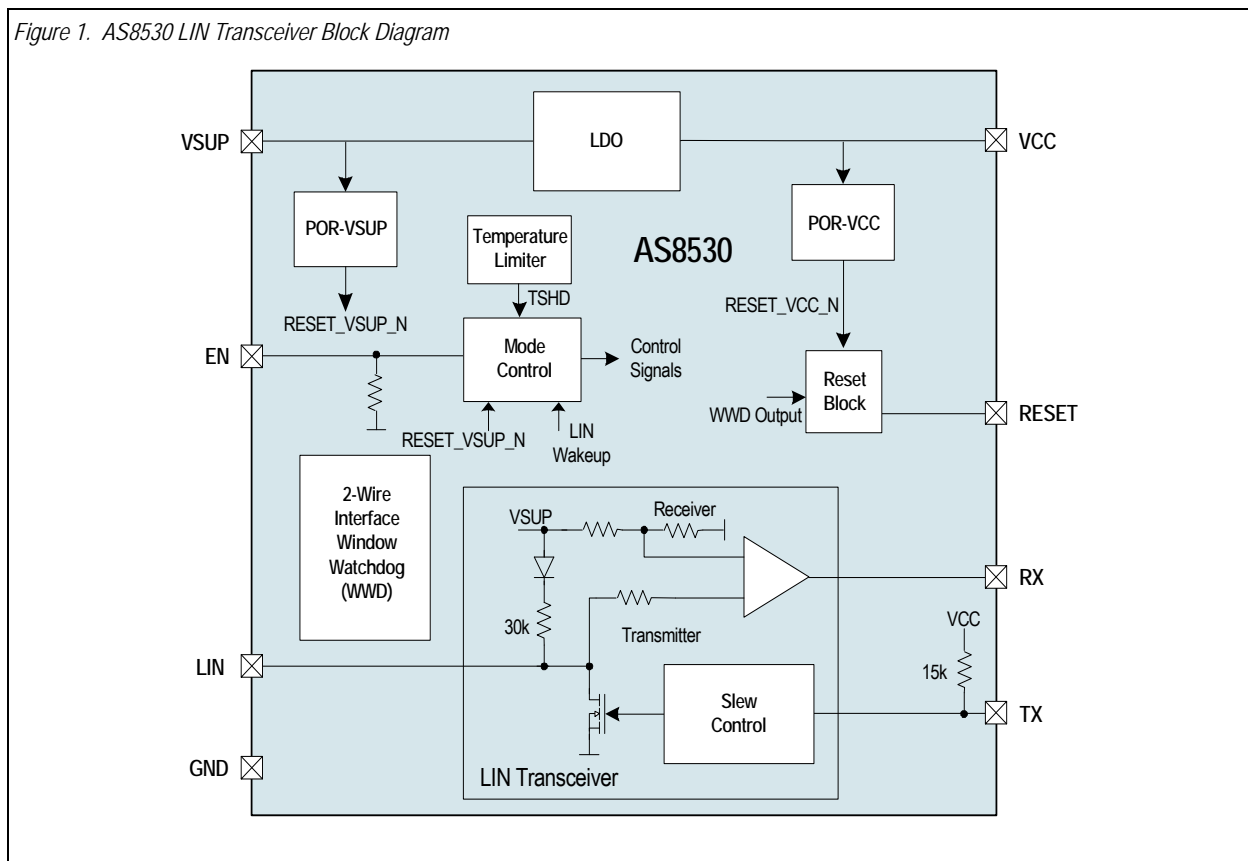 Figure 1. AS8530 LIN Transceiver Block Diagram
VSUP
LDO
VCC
POR-VSUP
POR-VCC
Temperature
Limiter
AS8530
TSHD
RESET_VSUP_N
RESET_VCC_N
EN
Mode
Control
Control
Signals
Reset
Block
WWD Output
RESET
RESET_VSUP_N
LIN
Wakeup
2-Wire
Interface
Window
Watchdog
(WWD)
VSUP
Receiver
RX
30k
Transmitter
VCC
15k
LIN
Slew
Control
TX
GND
LIN Transceiver